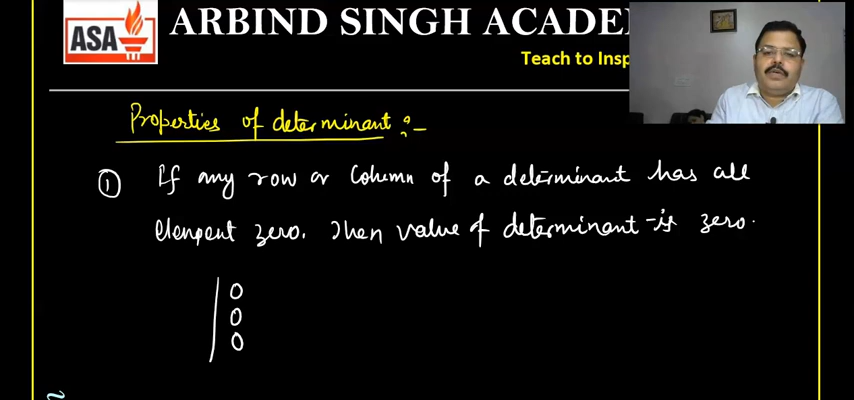 ARBIND SINGH ACADE
ASA
Teach to Insp
Properties of determinant :-
① If any row or column of a determinant has all
element zero. Then value of determinant is zero.
0
0
0